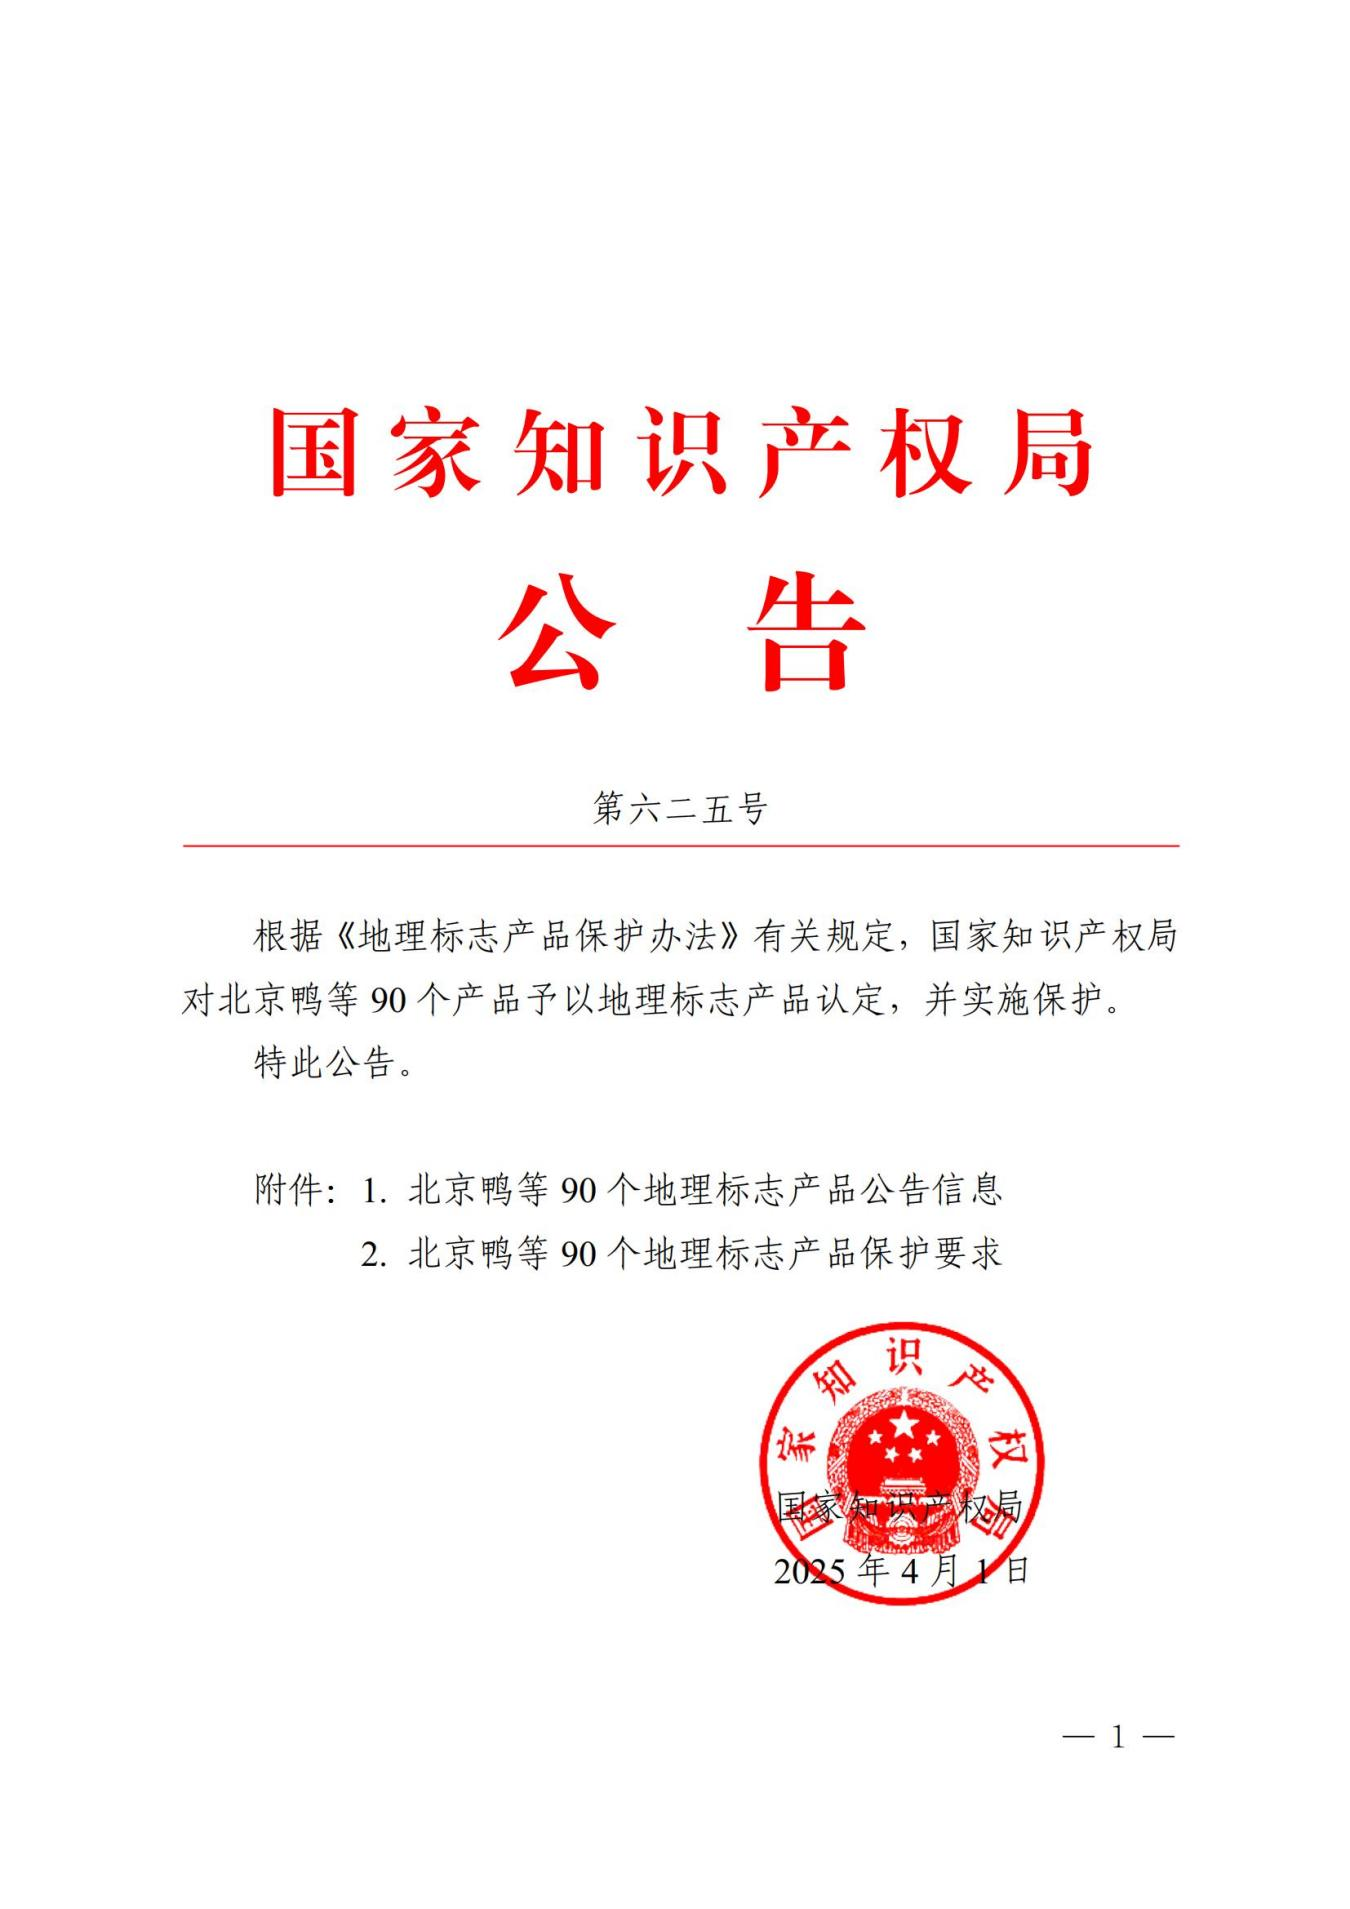 国家知识产权局
公告
第六二五号
根据《地理标志产品保护办法》有关规定，国家知识产权局
对北京鸭等 90 个产品予以地理标志产品认定，并实施保护。
特此公告。
附件：1. 北京鸭等 90 个地理标志产品公告信息
2. 北京鸭等 90 个地理标志产品保护要求
国家知识产权局
国家知识产权局
2025 年 4 月 1 日
— 1 —